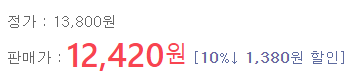 정가 : 13,800원
판매가 : 12,420원 [10%↓ 1,380원 할인]